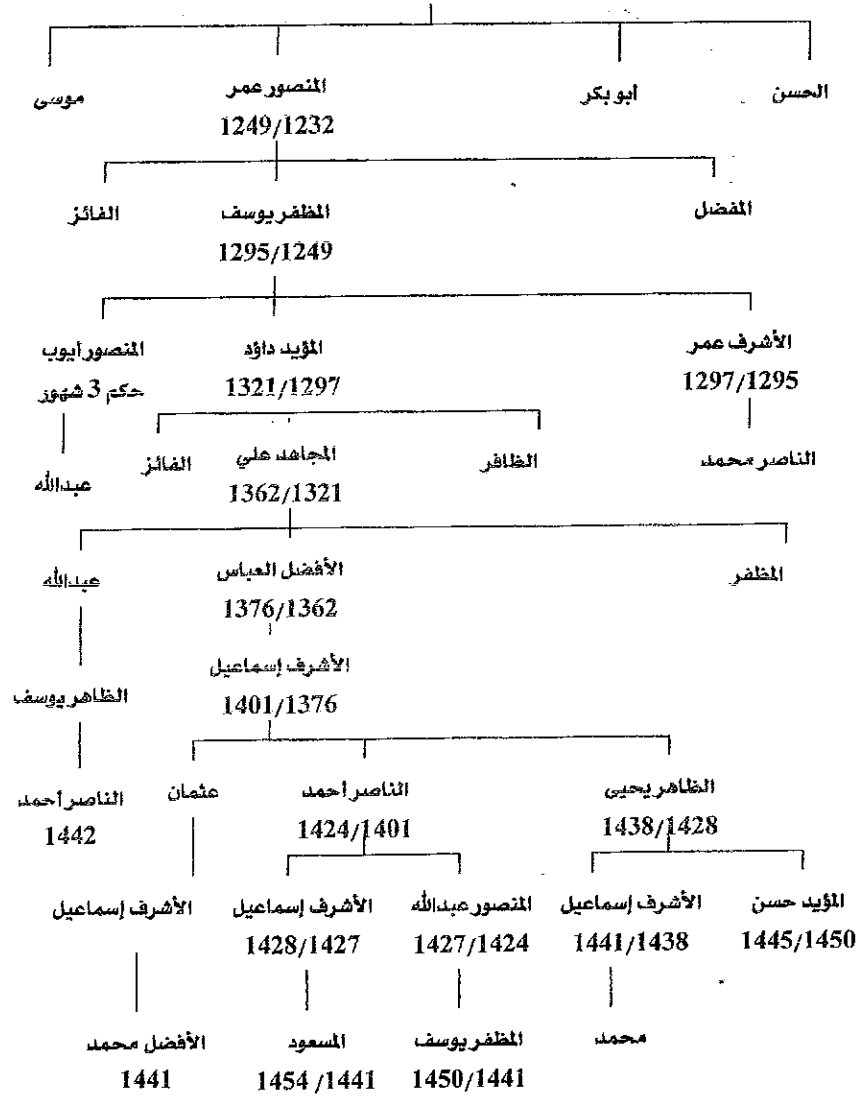 الحسن أبو بكر المنصور عمر موسى
1249/1232
المفضل المظفر يوسف الفائز
1295/1249
الأشرف عمر المؤيد داؤد المنصور أيوب
1297/1295 1321/1297 حكم 3 شهور
الناصر محمد الظافر المجاهد علي الفائز عبدالله
1362/1321
المظفر الأفضل العباس عبدالله
1376/1362
الأشرف إسماعيل
الظاهر يوسف
1401/1376
الظاهر يحيى الناصر أحمد عثمان الناصر أحمد
1438/1428 1424/1401 1442
المؤيد حسن الأشرف إسماعيل المنصور عبدالله الأشرف إسماعيل الأشرف إسماعيل
1445/1450 1441/1438 1427/1424 1428/1427
محمد المظفر يوسف المسعود الأفضل محمد
1450/1441 1454/1441 1441